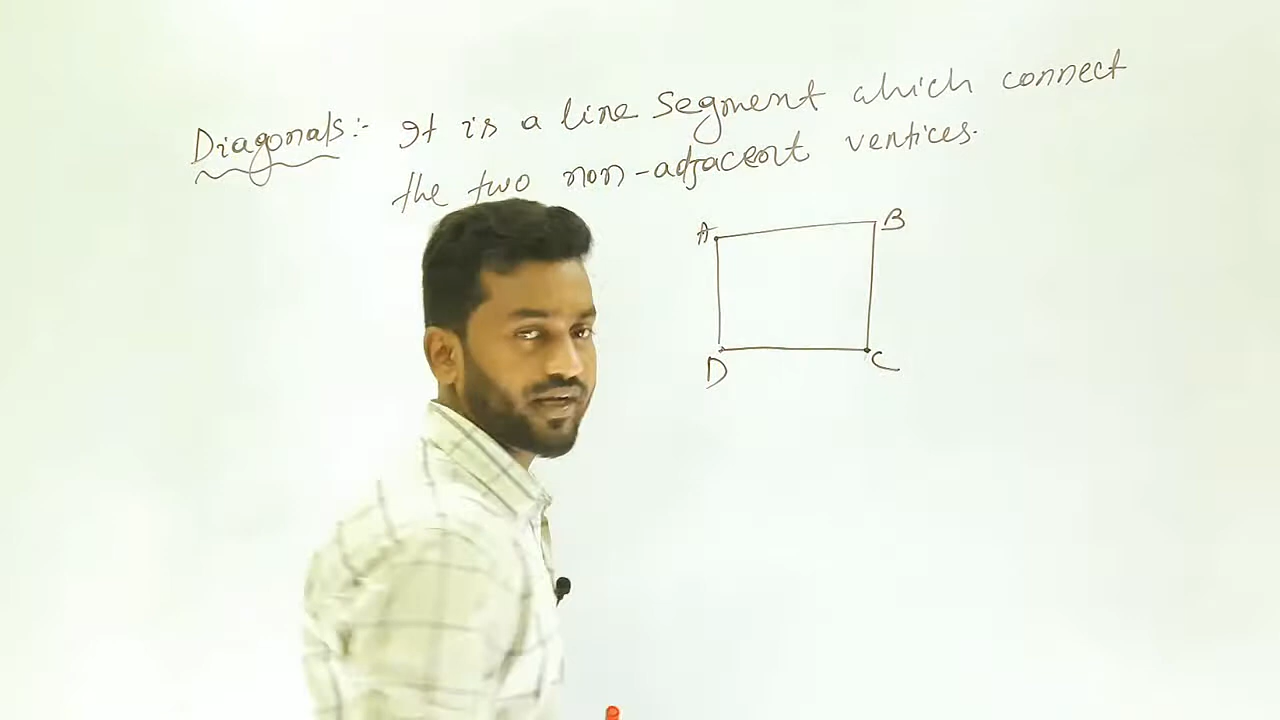 Diagonals:- It is a line segment which connect
the two non-adjacent vertices.
A B
D C